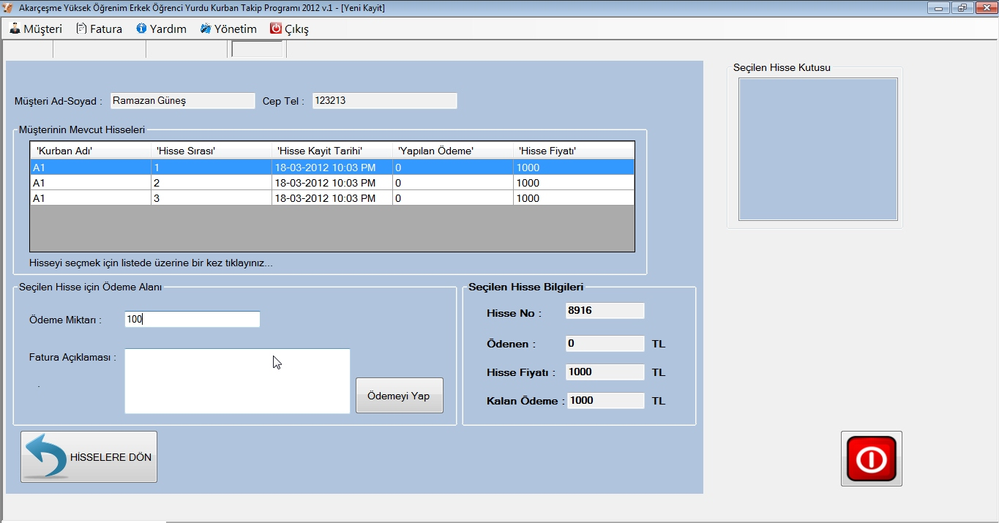 Akarçeşme Yüksek Öğrenim Erkek Öğrenci Yurdu Kurban Takip Programı 2012 v.1 - [Yeni Kayit]
Müşteri Fatura Yardım Yönetim Çıkış
Seçilen Hisse Kutusu
Müşteri Ad-Soyad : Ramazan Güneş Cep Tel : 123213
Müşterinin Mevcut Hisseleri
'Kurban Adı' 'Hisse Sırası' 'Hisse Kayit Tarihi' 'Yapılan Ödeme' 'Hisse Fiyatı'
A1 1 18-03-2012 10:03 PM 0 1000
A1 2 18-03-2012 10:03 PM 0 1000
A1 3 18-03-2012 10:03 PM 0 1000
Hisseyi seçmek için listede üzerine bir kez tıklayınız...
Seçilen Hisse için Ödeme Alanı
Ödeme Miktarı : 100
Fatura Açıklaması :
.
Ödemeyi Yap
Seçilen Hisse Bilgileri
Hisse No : 8916
Ödenen : 0 TL
Hisse Fiyatı : 1000 TL
Kalan Ödeme : 1000 TL
HİSSELERE DÖN